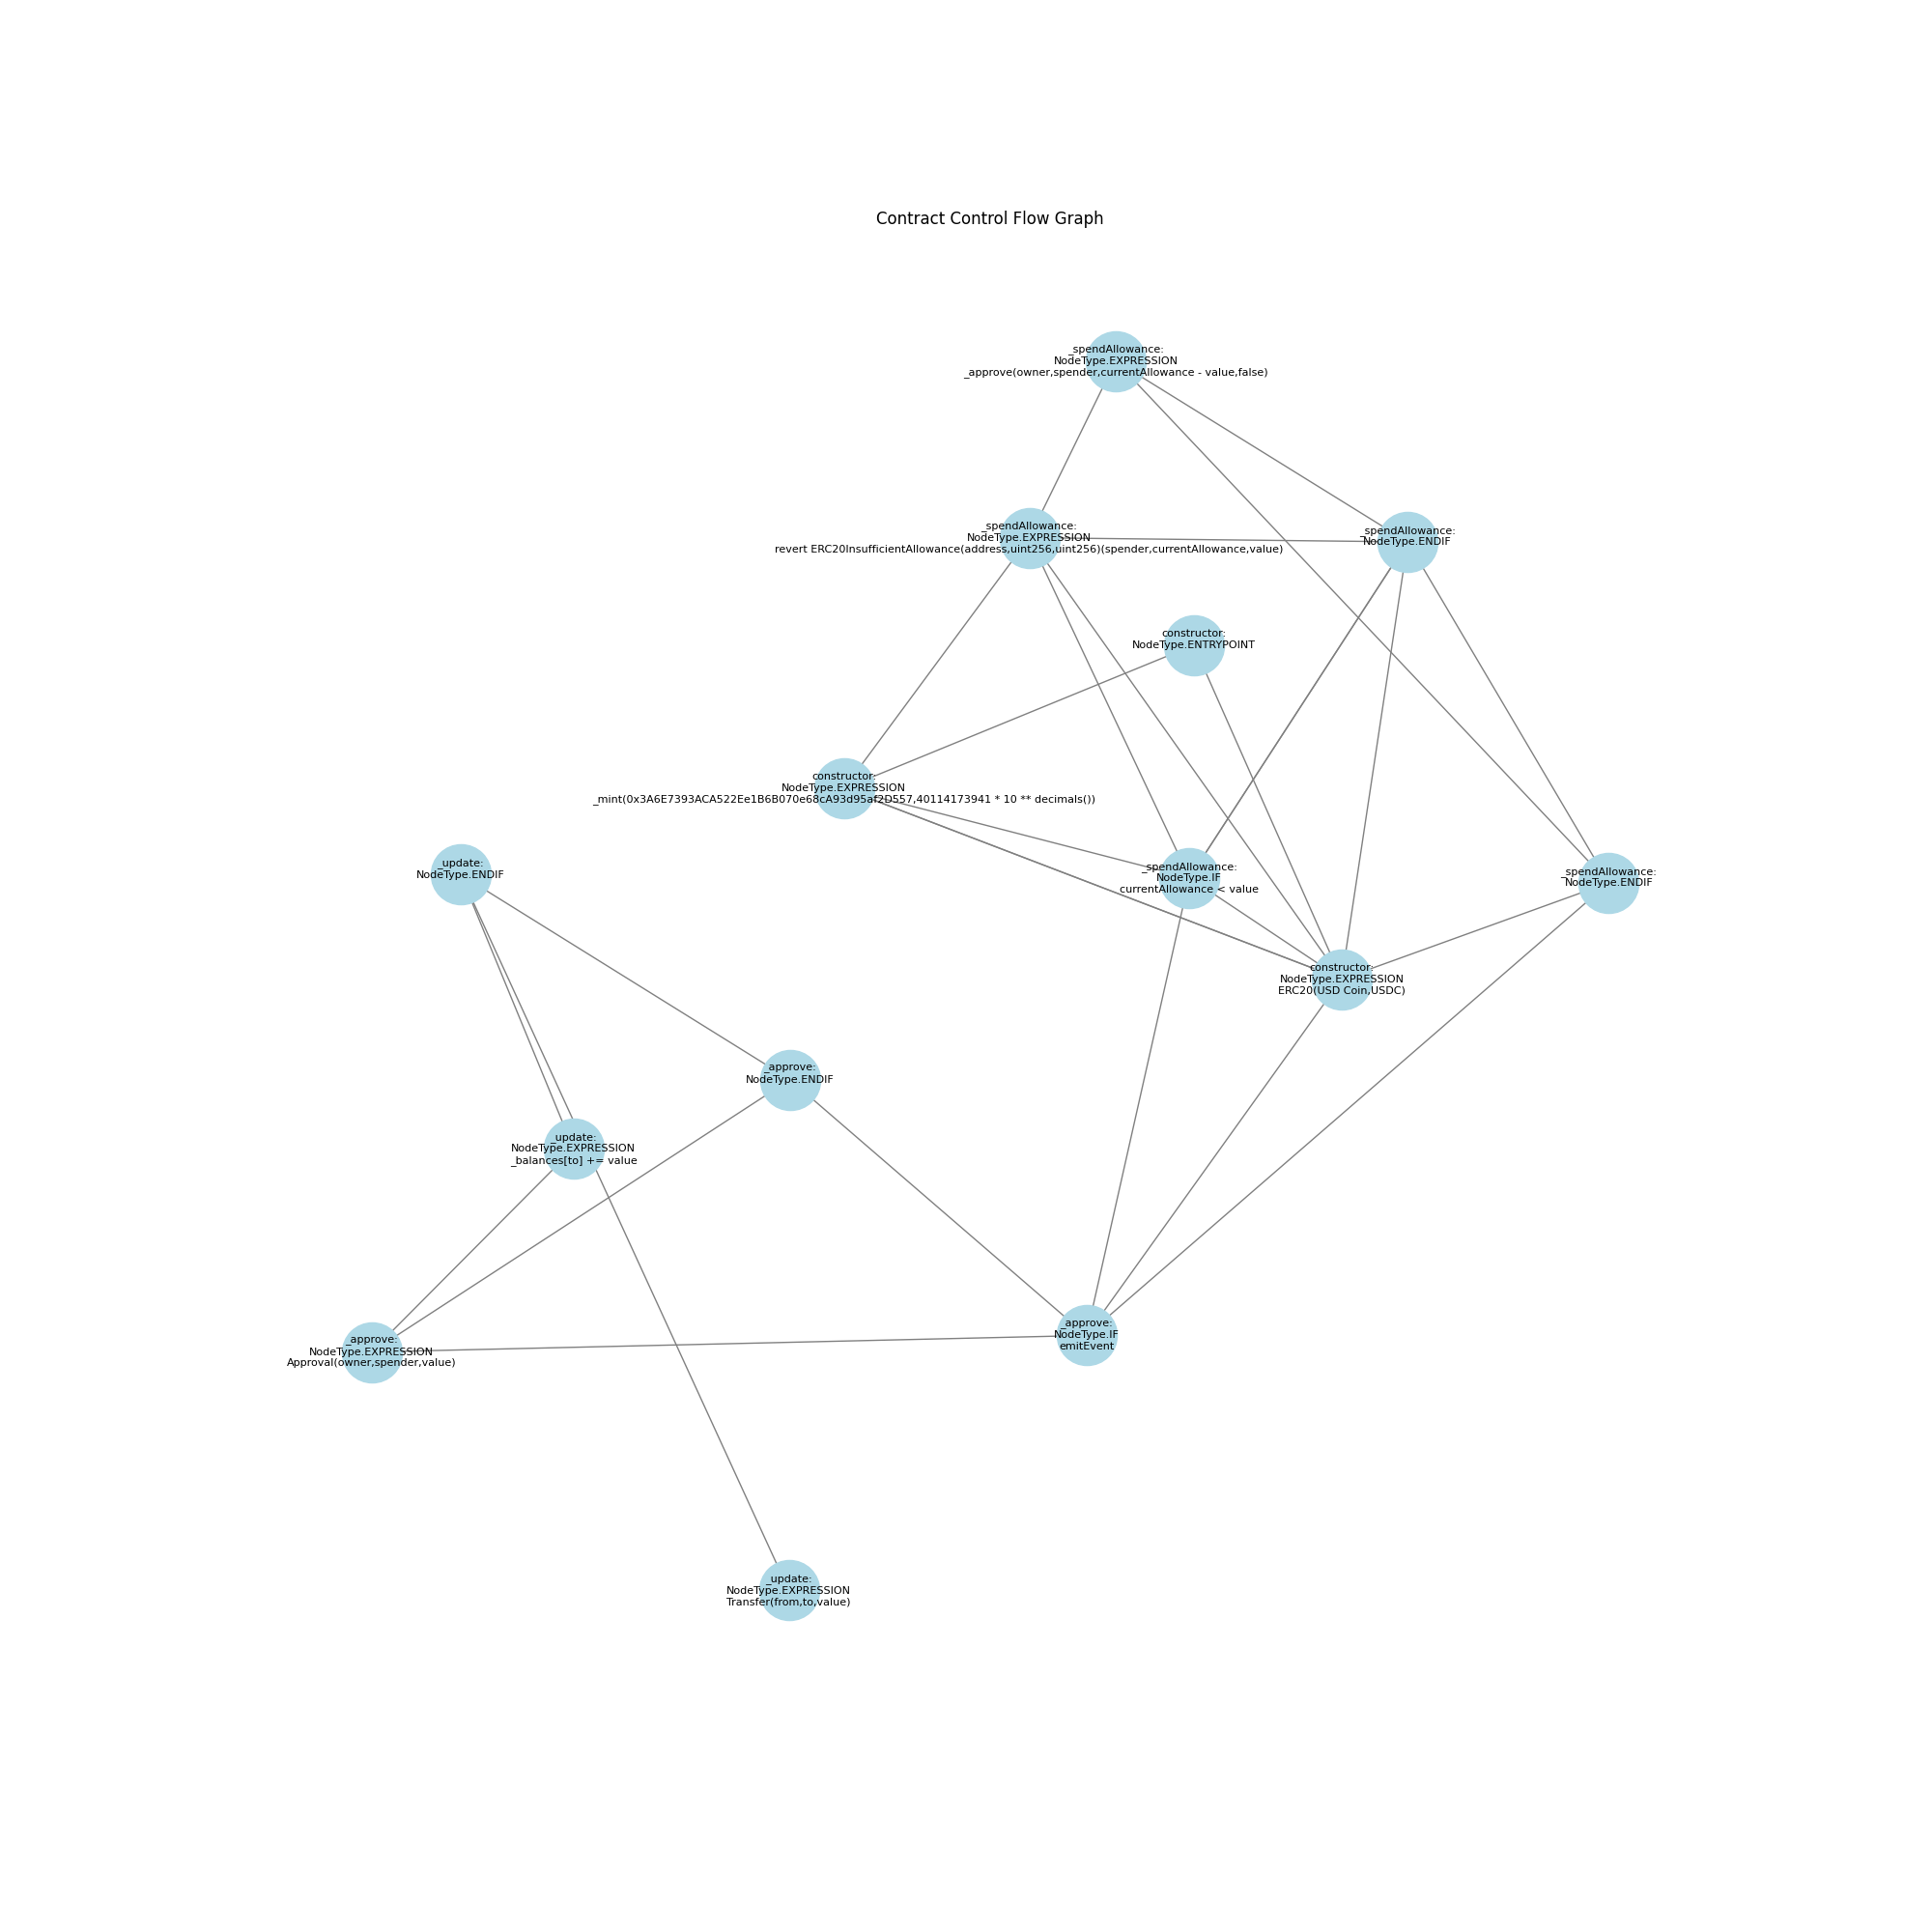 Contract Control Flow Graph
_spendAllowance:
NodeType.EXPRESSION
_approve(owner,spender,currentAllowance - value,false)
_spendAllowance:
NodeType.EXPRESSION
revert ERC20InsufficientAllowance(address,uint256,uint256)(spender,currentAllowance,value)
_spendAllowance:
NodeType.ENDIF
constructor:
NodeType.ENTRYPOINT
constructor:
NodeType.EXPRESSION
_mint(0x3A6E7393ACA522Ee1B6B070e68cA93d95af2D557,40114173941 * 10 ** decimals())
_update:
NodeType.ENDIF
_spendAllowance:
NodeType.IF
currentAllowance < value
_spendAllowance:
NodeType.ENDIF
constructor:
NodeType.EXPRESSION
ERC20(USD Coin,USDC)
_approve:
NodeType.ENDIF
_update:
NodeType.EXPRESSION
_balances[to] += value
_approve:
NodeType.EXPRESSION
Approval(owner,spender,value)
_approve:
NodeType.IF
emitEvent
_update:
NodeType.EXPRESSION
Transfer(from,to,value)